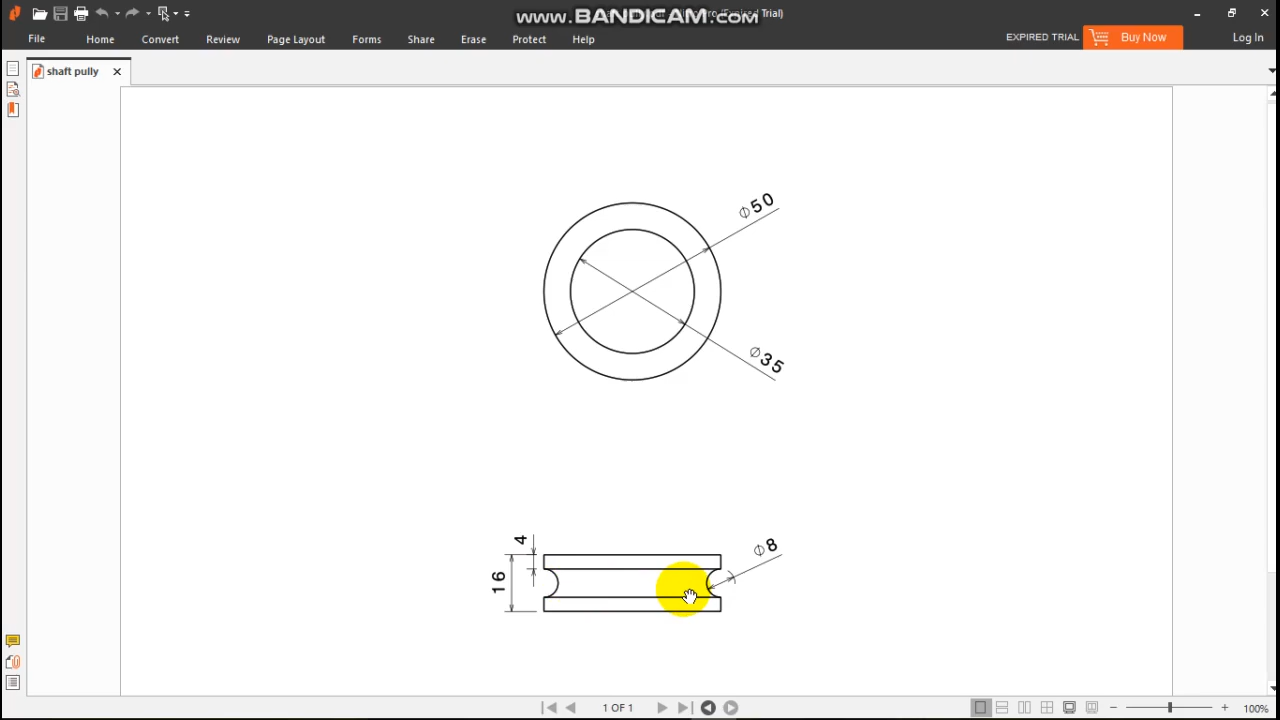 www.BANDICAM.com
Trial)
File Home Convert Review Page Layout Forms Share Erase Protect Help EXPIRED TRIAL Buy Now Log In
shaft pully
Φ50
Φ35
4
Φ8
16
1 OF 1
100%